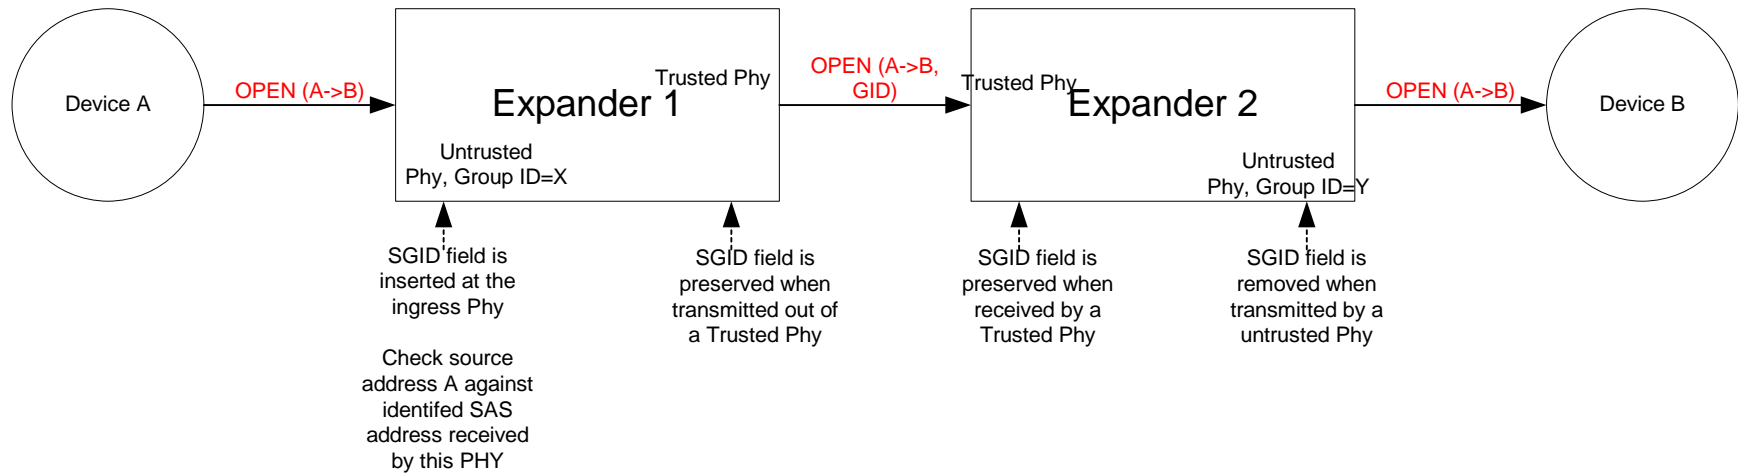 Device A
OPEN (A->B)
Trusted Phy
Expander 1
Untrusted
Phy, Group ID=X
OPEN (A->B,
GID)
Trusted Phy
Expander 2
Untrusted
Phy, Group ID=Y
OPEN (A->B)
Device B
SGID field is
inserted at the
ingress Phy
Check source
address A against
identifed SAS
address received
by this PHY
SGID field is
preserved when
transmitted out of
a Trusted Phy
SGID field is
preserved when
received by a
Trusted Phy
SGID field is
removed when
transmitted by a
untrusted Phy